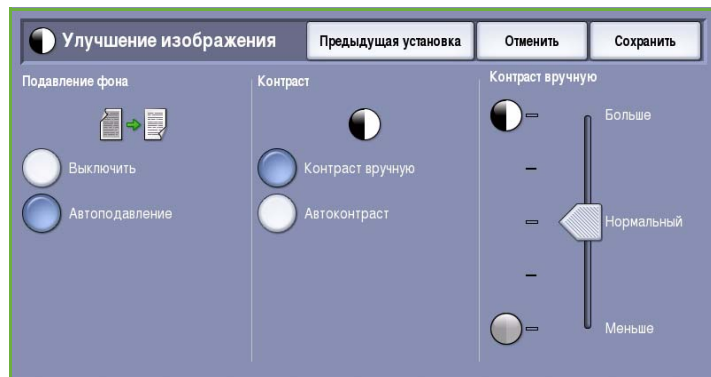 Улучшение изображения
Предыдущая установка
Отменить
Сохранить
Подавление фона
Выключить
Автоподавление
Контраст
Контраст вручную
Автоконтраст
Контраст вручную
Больше
Нормальный
Меньше